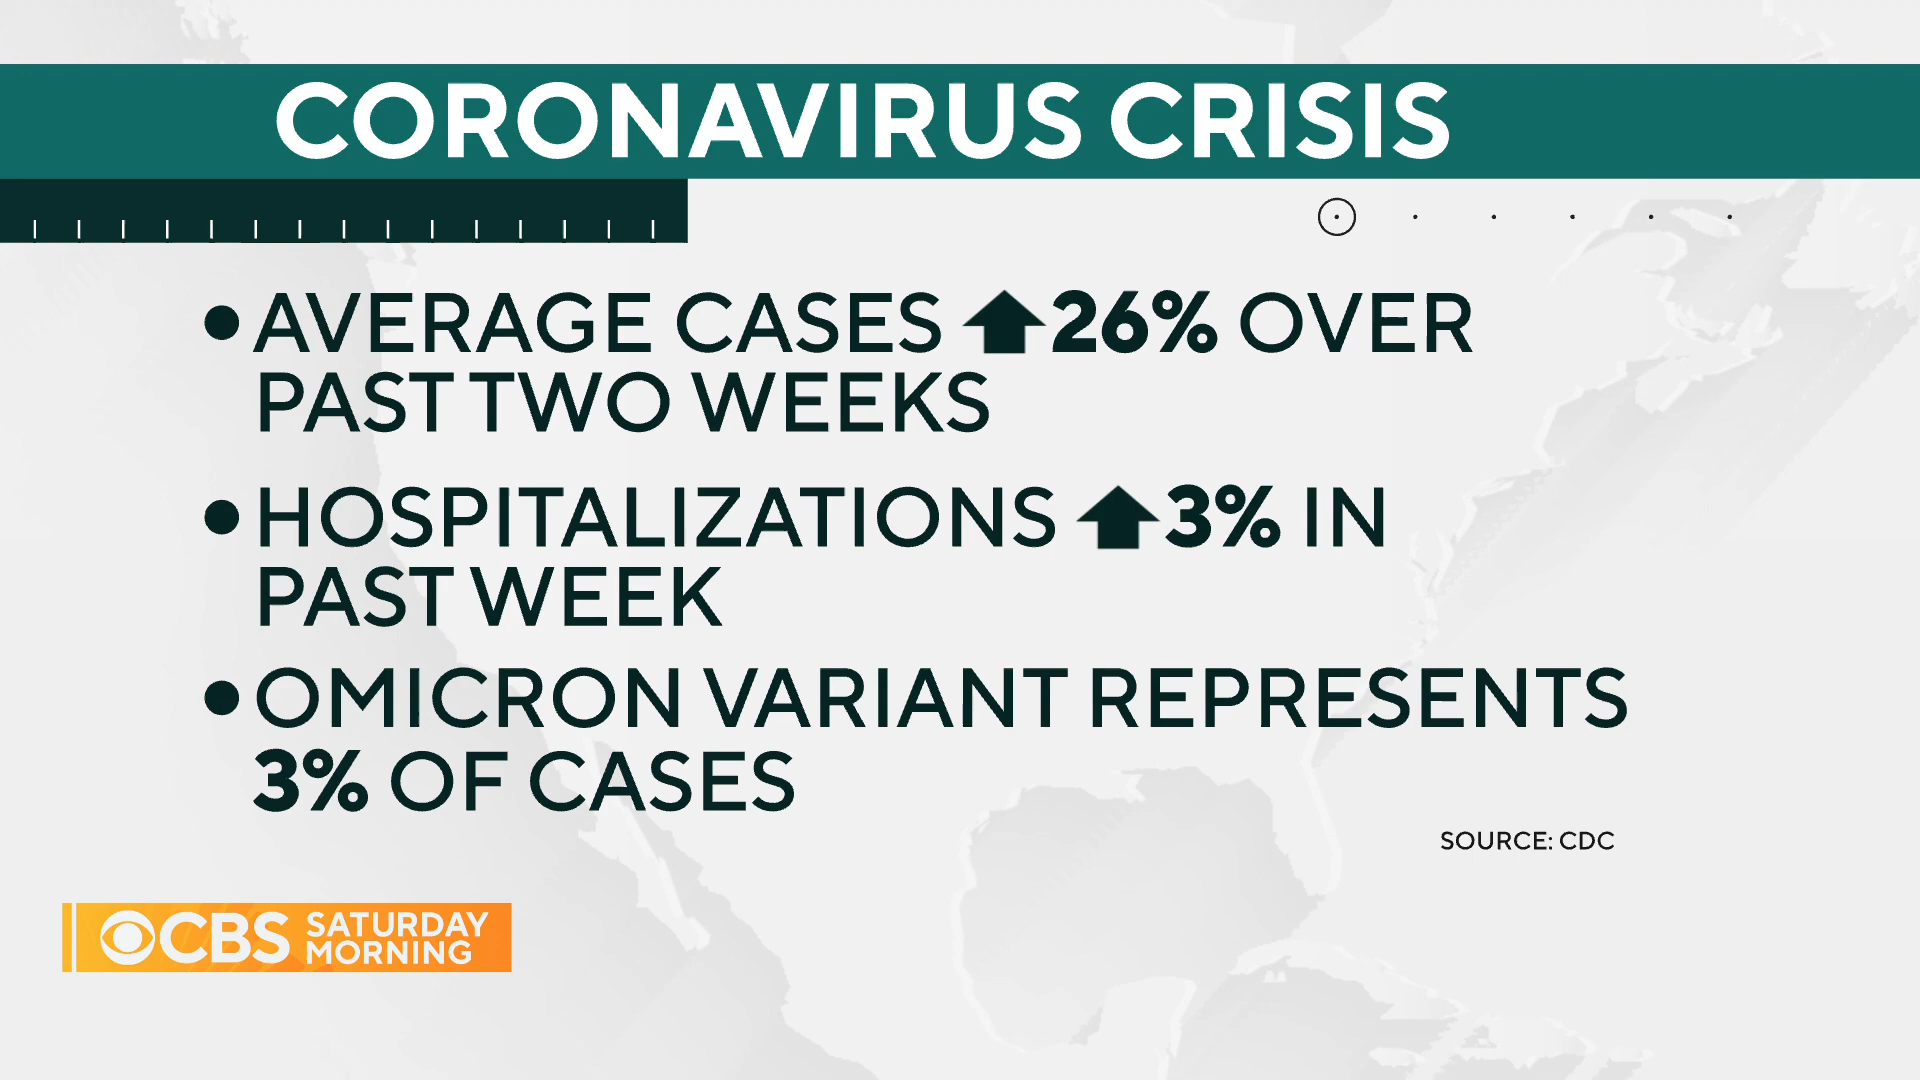 CORONAVIRUS CRISIS
•AVERAGE CASES ⬆26% OVER
PAST TWO WEEKS
•HOSPITALIZATIONS ⬆3% IN
PAST WEEK
•OMICRON VARIANT REPRESENTS
3% OF CASES
SOURCE: CDC
CBS SATURDAY
MORNING